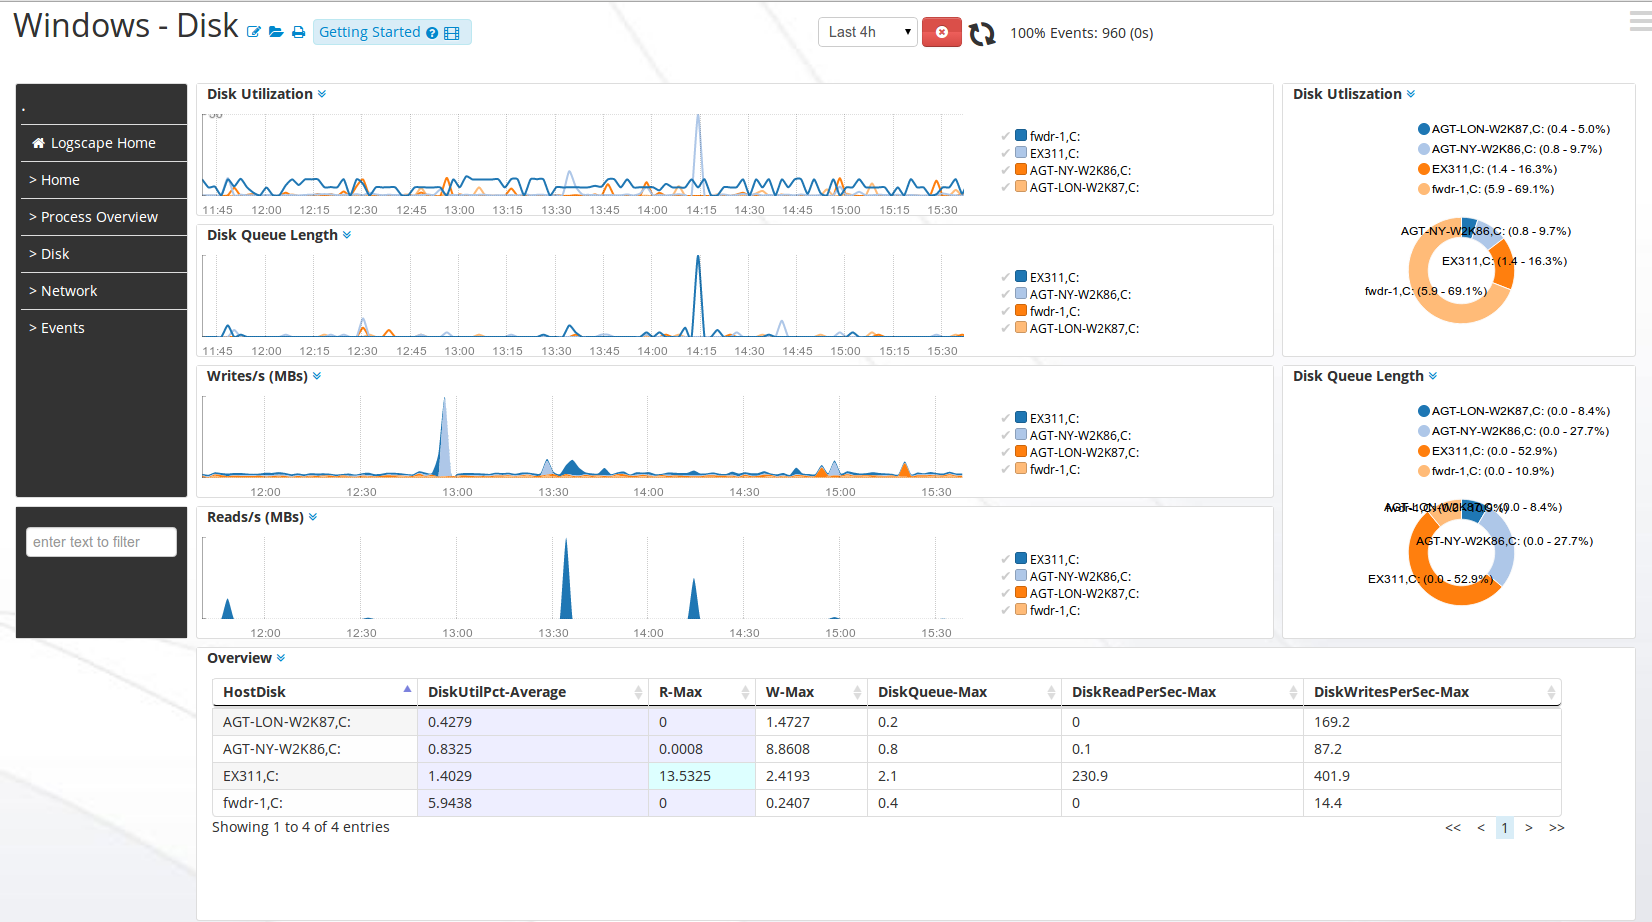 Windows - Disk
Getting Started
Last 4h
100% Events: 960 (0s)
.
Logscape Home
> Home
> Process Overview
> Disk
> Network
> Events
enter text to filter
Disk Utilization
fwdr-1,C:
EX311,C:
AGT-NY-W2K86,C:
AGT-LON-W2K87,C:
11:45 12:00 12:15 12:30 12:45 13:00 13:15 13:30 13:45 14:00 14:15 14:30 14:45 15:00 15:15 15:30
Disk Queue Length
EX311,C:
AGT-NY-W2K86,C:
fwdr-1,C:
AGT-LON-W2K87,C:
11:45 12:00 12:15 12:30 12:45 13:00 13:15 13:30 13:45 14:00 14:15 14:30 14:45 15:00 15:15 15:30
Writes/s (MBs)
EX311,C:
AGT-NY-W2K86,C:
AGT-LON-W2K87,C:
fwdr-1,C:
12:00 12:30 13:00 13:30 14:00 14:30 15:00 15:30
Reads/s (MBs)
EX311,C:
AGT-NY-W2K86,C:
AGT-LON-W2K87,C:
fwdr-1,C:
12:00 12:30 13:00 13:30 14:00 14:30 15:00 15:30
Disk Utliszation
AGT-LON-W2K87,C: (0.4 - 5.0%)
AGT-NY-W2K86,C: (0.8 - 9.7%)
EX311,C: (1.4 - 16.3%)
fwdr-1,C: (5.9 - 69.1%)
AGT-NY-W2K86,C: (0.8 - 9.7%)
EX311,C: (1.4 - 16.3%)
fwdr-1,C: (5.9 - 69.1%)
Disk Queue Length
AGT-LON-W2K87,C: (0.0 - 8.4%)
AGT-NY-W2K86,C: (0.0 - 27.7%)
EX311,C: (0.0 - 52.9%)
fwdr-1,C: (0.0 - 10.9%)
AGT-LON-W2K87,C: (0.0 - 8.4%)
fwdr-1,C: (0.0 - 10.9%)
AGT-NY-W2K86,C: (0.0 - 27.7%)
EX311,C: (0.0 - 52.9%)
Overview
HostDisk DiskUtilPct-Average R-Max W-Max DiskQueue-Max DiskReadPerSec-Max DiskWritesPerSec-Max
AGT-LON-W2K87,C: 0.4279 0 1.4727 0.2 0 169.2
AGT-NY-W2K86,C: 0.8325 0.0008 8.8608 0.8 0.1 87.2
EX311,C: 1.4029 13.5325 2.4193 2.1 230.9 401.9
fwdr-1,C: 5.9438 0 0.2407 0.4 0 14.4
Showing 1 to 4 of 4 entries
<< < 1 > >>